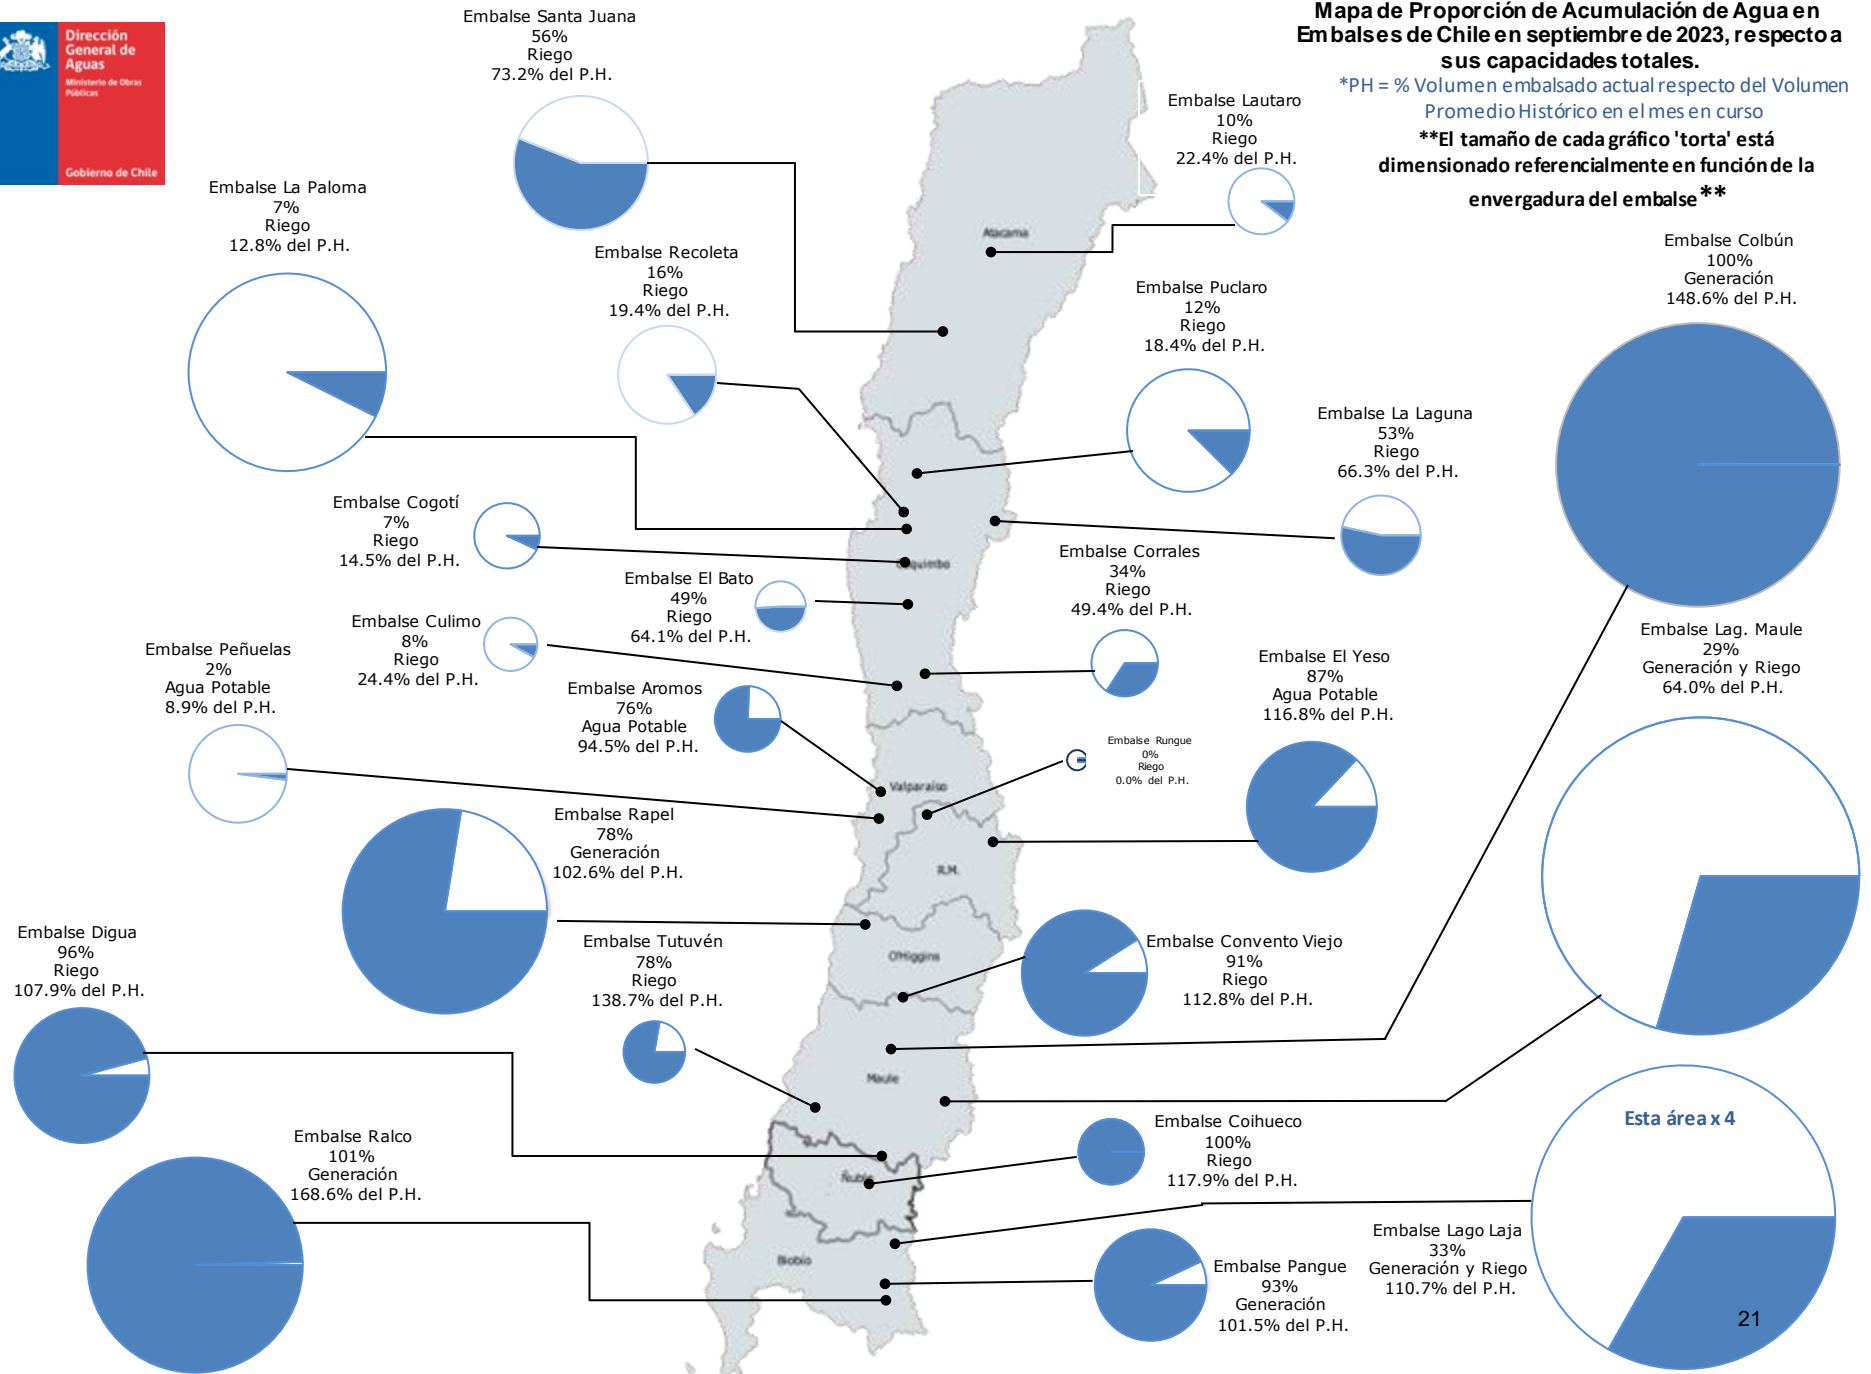 Dirección
General de
Aguas
Ministerio de Obras
Públicas
Gobierno de Chile
Mapa de Proporción de Acumulación de Agua en
Embalses de Chile en septiembre de 2023, respecto a
sus capacidades totales.
*PH = % Volumen embalsado actual respecto del Volumen
Promedio Histórico en el mes en curso
**El tamaño de cada gráfico 'torta' está
dimensionado referencialmente en función de la
envergadura del embalse**
Embalse Santa Juana
56%
Riego
73.2% del P.H.
Embalse Lautaro
10%
Riego
22.4% del P.H.
Embalse La Paloma
7%
Riego
12.8% del P.H.
Embalse Recoleta
16%
Riego
19.4% del P.H.
Atacama
Embalse Puclaro
12%
Riego
18.4% del P.H.
Embalse Colbún
100%
Generación
148.6% del P.H.
Embalse La Laguna
53%
Riego
66.3% del P.H.
Embalse Cogotí
7%
Riego
14.5% del P.H.
Coquimbo
Embalse El Bato
49%
Riego
64.1% del P.H.
Embalse Corrales
34%
Riego
49.4% del P.H.
Embalse Culimo
8%
Riego
24.4% del P.H.
Embalse Peñuelas
2%
Agua Potable
8.9% del P.H.
Embalse Aromos
76%
Agua Potable
94.5% del P.H.
Embalse El Yeso
87%
Agua Potable
116.8% del P.H.
Embalse Lag. Maule
29%
Generación y Riego
64.0% del P.H.
Embalse Rungue
0%
Riego
0.0% del P.H.
Valparaíso
Embalse Rapel
78%
Generación
102.6% del P.H.
R.M.
Embalse Digua
96%
Riego
107.9% del P.H.
Embalse Tutuvén
78%
Riego
138.7% del P.H.
O'Higgins
Embalse Convento Viejo
91%
Riego
112.8% del P.H.
Maule
Embalse Ralco
101%
Generación
168.6% del P.H.
Embalse Coihueco
100%
Riego
117.9% del P.H.
Esta área x 4
Ñuble
Biobío
Embalse Pangue
93%
Generación
101.5% del P.H.
Embalse Lago Laja
33%
Generación y Riego
110.7% del P.H.
21